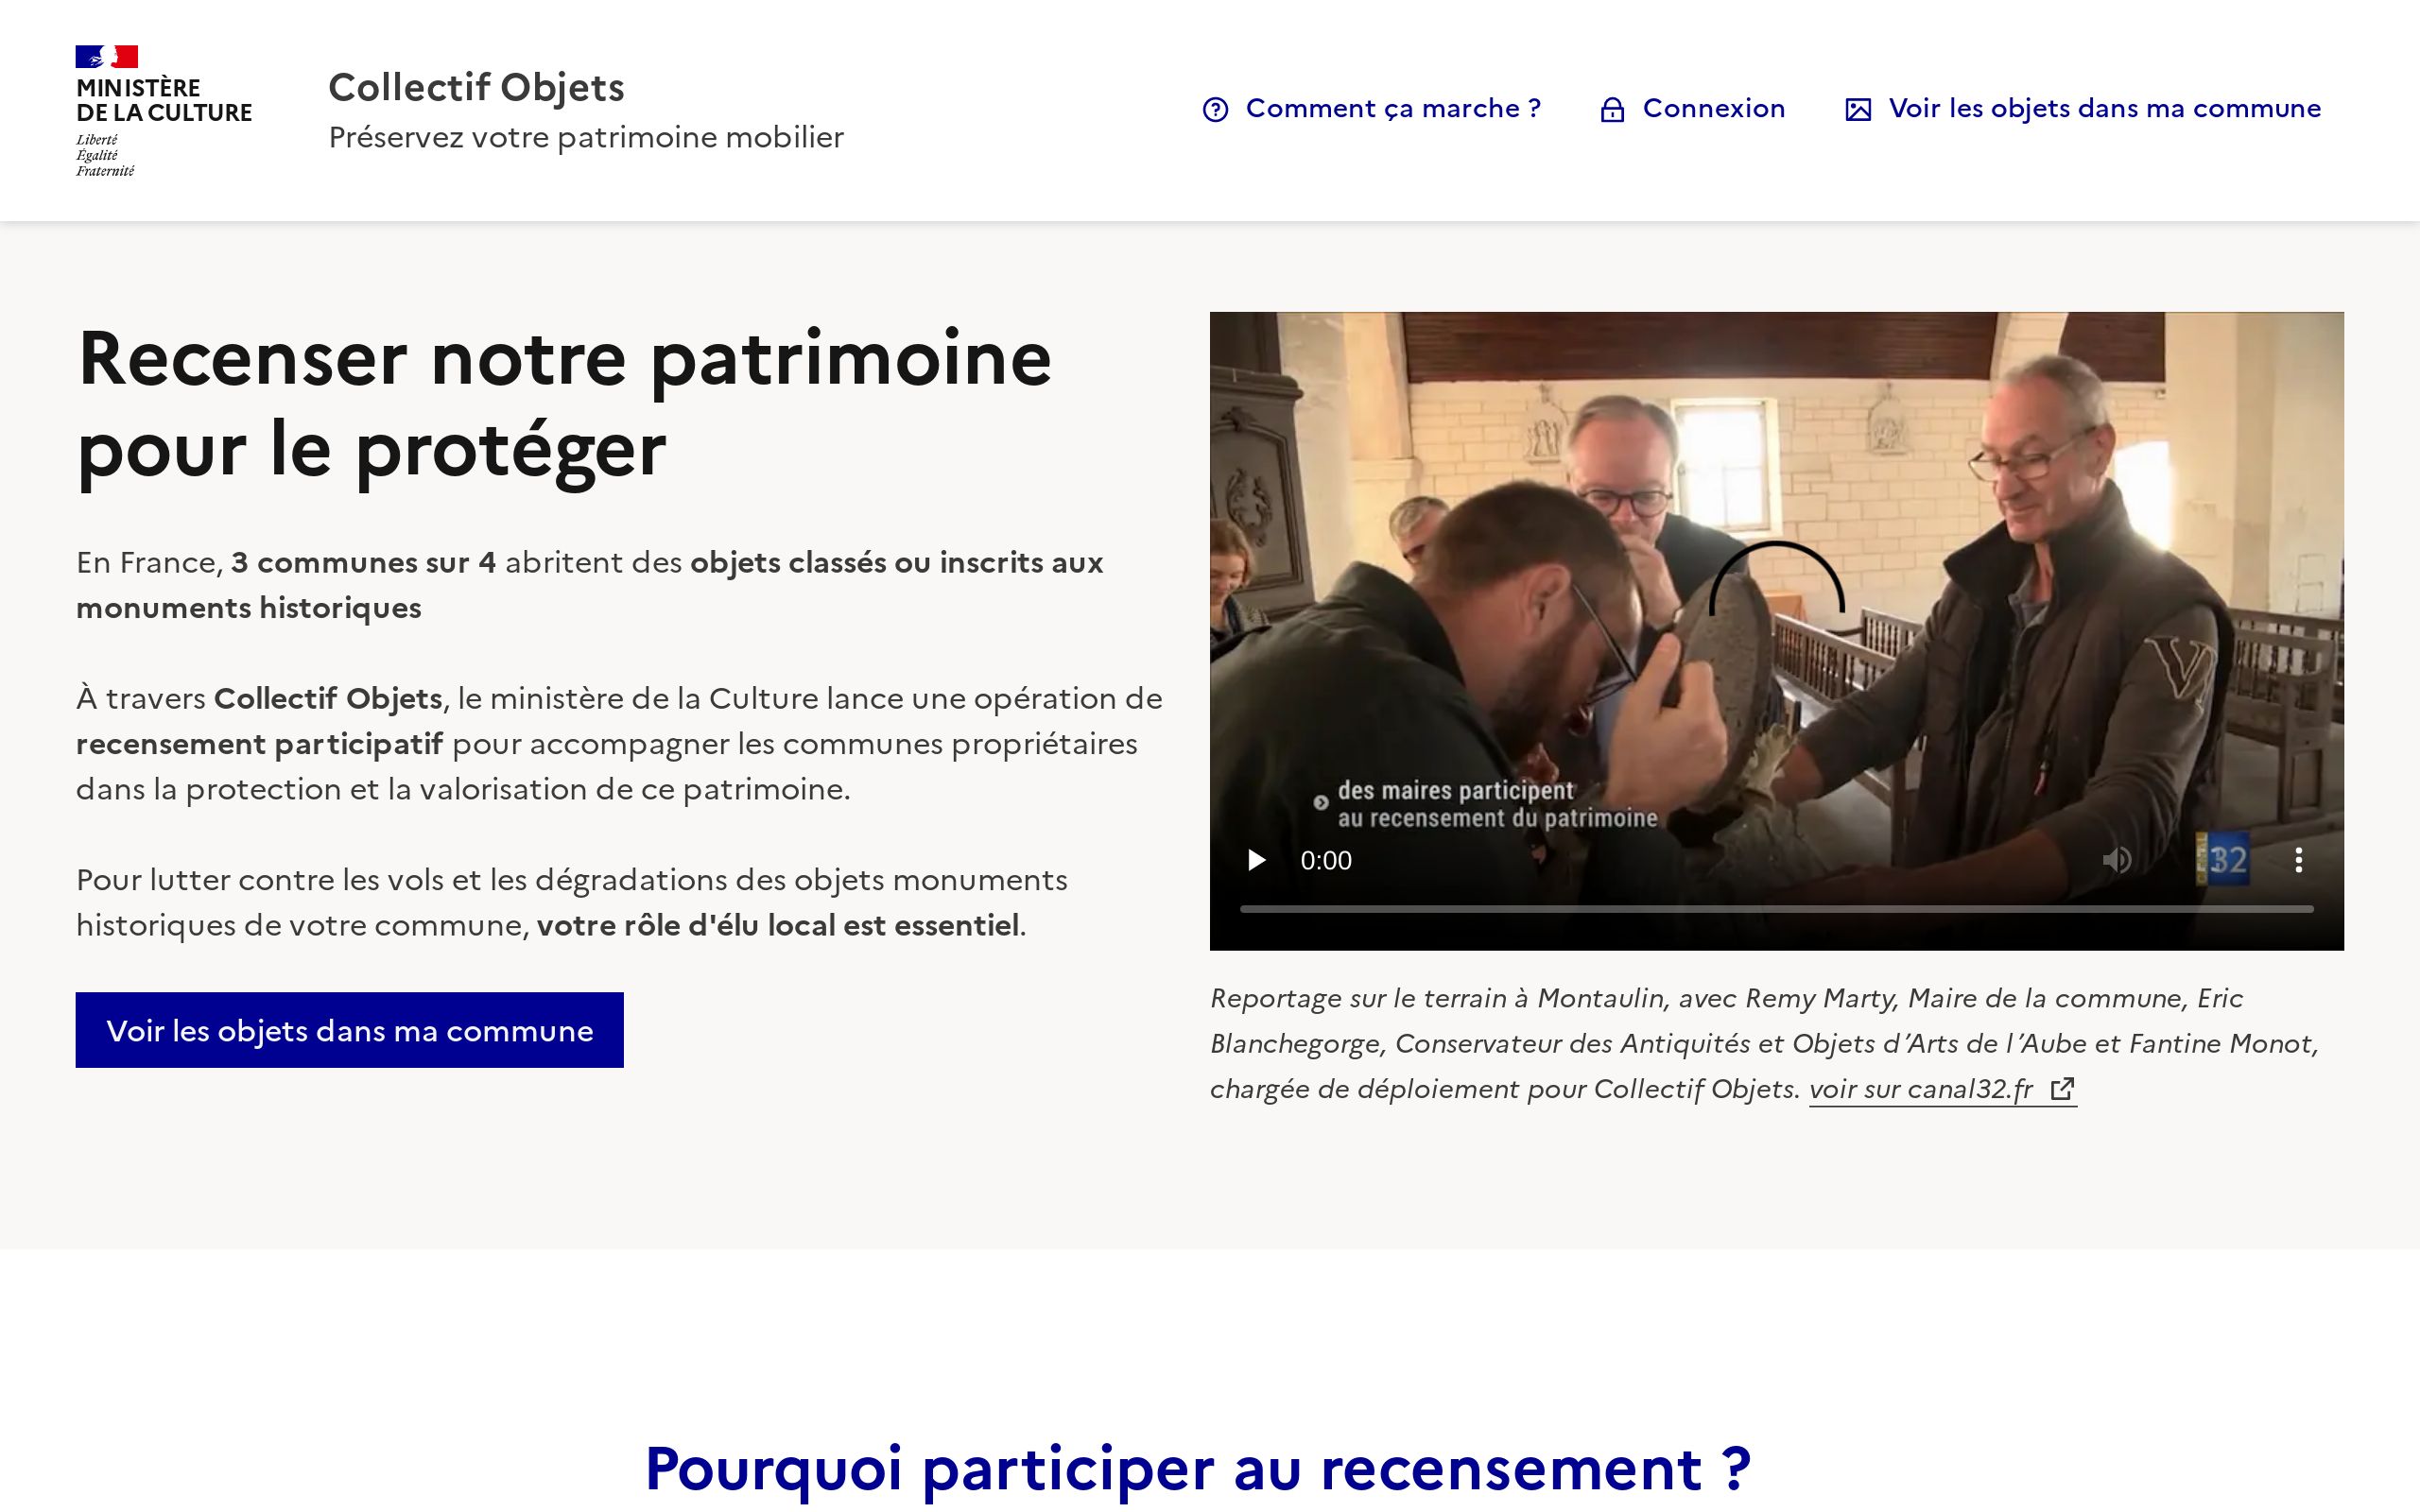 MINISTÈRE
DE LA CULTURE
Liberté
Égalité
Fraternité
Collectif Objets
Préservez votre patrimoine mobilier
Comment ça marche ?
Connexion
Voir les objets dans ma commune
Recenser notre patrimoine
pour le protéger
En France, 3 communes sur 4 abritent des objets classés ou inscrits aux
monuments historiques
À travers Collectif Objets, le ministère de la Culture lance une opération de
recensement participatif pour accompagner les communes propriétaires
dans la protection et la valorisation de ce patrimoine.
Pour lutter contre les vols et les dégradations des objets monuments
historiques de votre commune, votre rôle d'élu local est essentiel.
Voir les objets dans ma commune
V
des maires participent
au recensement du patrimoine
0:00
32
Reportage sur le terrain à Montaulin, avec Remy Marty, Maire de la commune, Eric
Blanchegorge, Conservateur des Antiquités et Objets d’Arts de l’Aube et Fantine Monot,
chargée de déploiement pour Collectif Objets. voir sur canal32.fr
Pourquoi participer au recensement ?